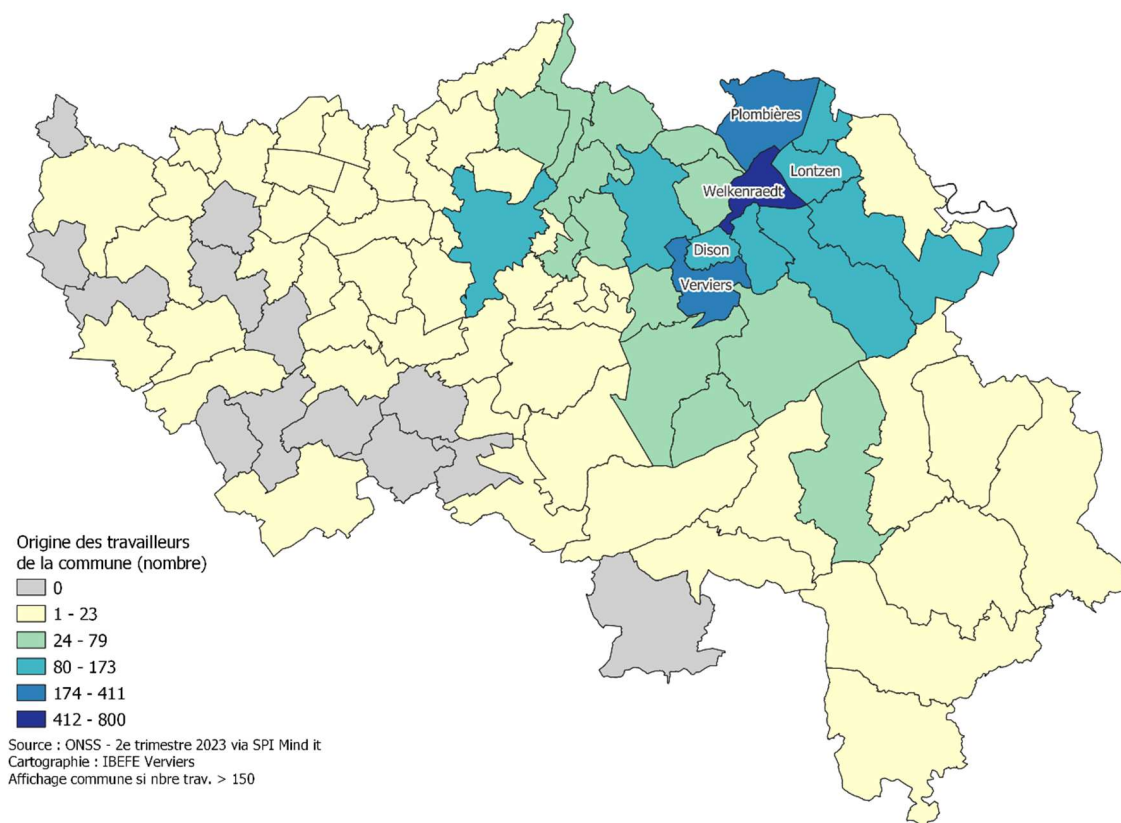 Plombières
Lontzen
Welkenraedt
Dison
Verviers
Origine des travailleurs
de la commune (nombre)
0
1 - 23
24 - 79
80 - 173
174 - 411
412 - 800
Source : ONSS - 2e trimestre 2023 via SPI Mind it
Cartographie : IBEFE Verviers
Affichage commune si nbre trav. > 150